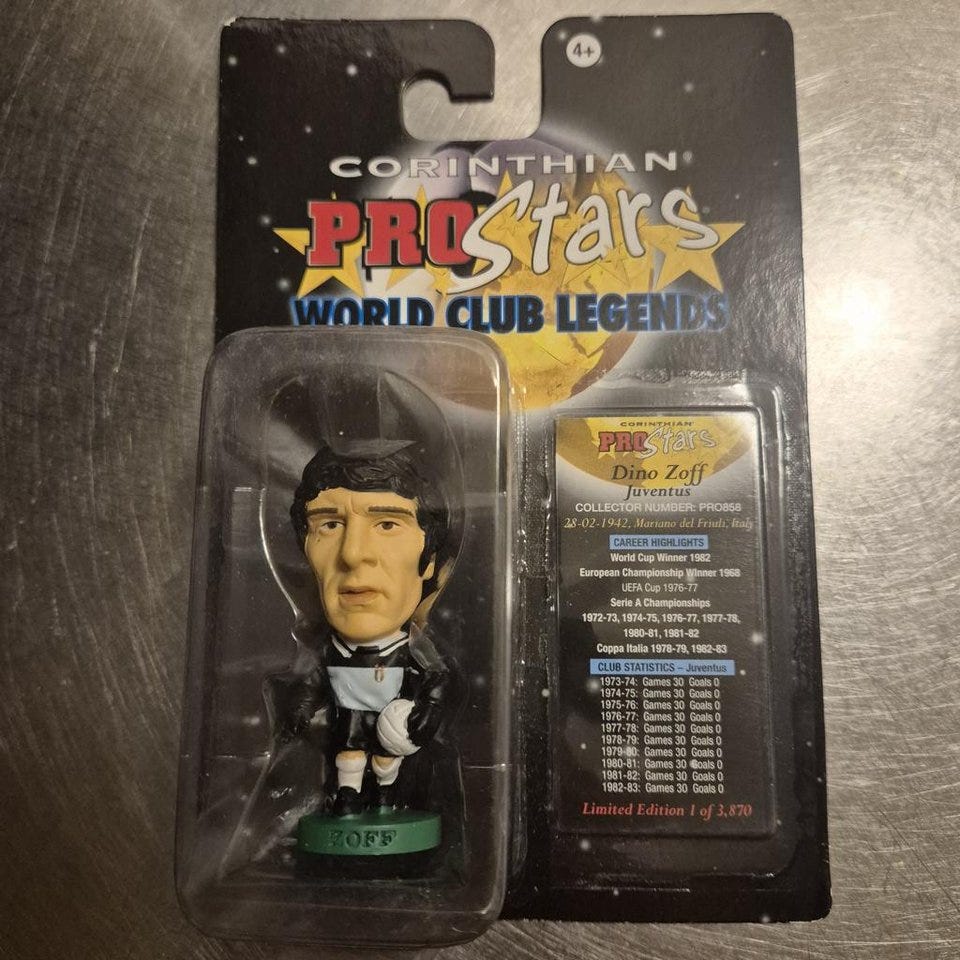 4+
CORINTHIAN
PROStars
WORLD CLUB LEGENDS
CORINTHIAN
PROStars
Dino Zoff
Juventus
COLLECTOR NUMBER: PRO858
28-02-1942, Mariano del Friuli, Italy
CAREER HIGHLIGHTS
World Cup Winner 1982
European Championship Winner 1968
UEFA Cup 1976-77
Serie A Championships
1972-73, 1974-75, 1976-77, 1977-78,
1980-81, 1981-82
Coppa Italia 1978-79, 1982-83
CLUB STATISTICS – Juventus
1973-74: Games 30 Goals 0
1974-75: Games 30 Goals 0
1975-76: Games 30 Goals 0
1976-77: Games 30 Goals 0
1977-78: Games 30 Goals 0
1978-79: Games 30 Goals 0
1979-80: Games 30 Goals 0
1980-81: Games 30 Goals 0
1981-82: Games 30 Goals 0
1982-83: Games 30 Goals 0
Limited Edition 1 of 3,870
ZOFF